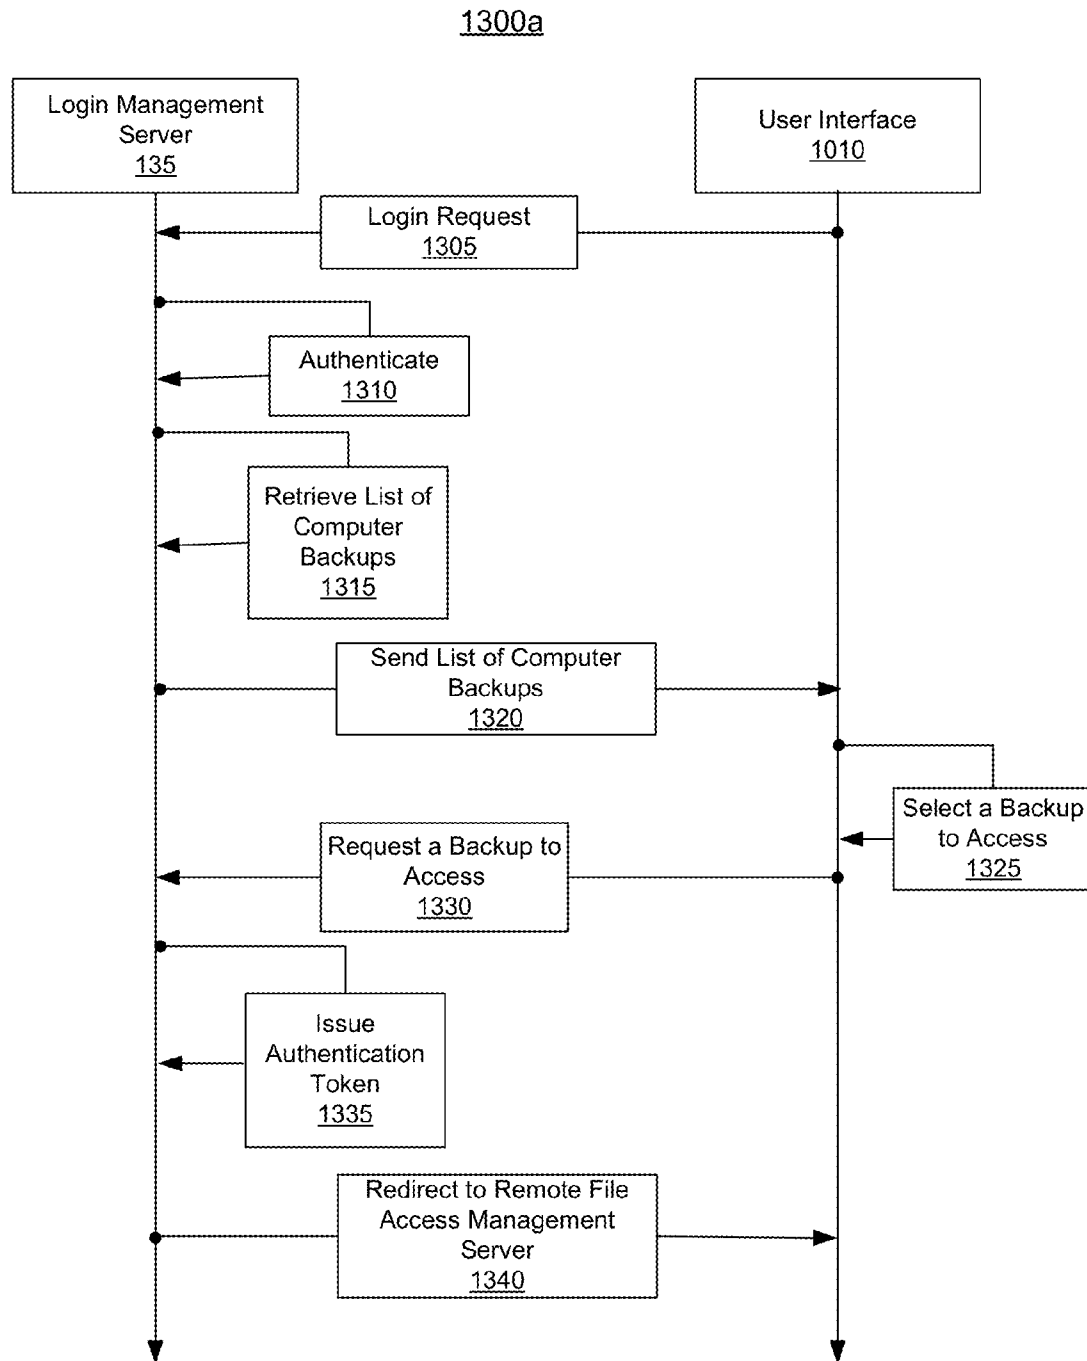 1300a
Login Management
Server
135
User Interface
1010
Login Request
1305
Authenticate
1310
Retrieve List of
Computer
Backups
1315
Send List of Computer
Backups
1320
Select a Backup
to Access
1325
Request a Backup to
Access
1330
Issue
Authentication
Token
1335
Redirect to Remote File
Access Management
Server
1340